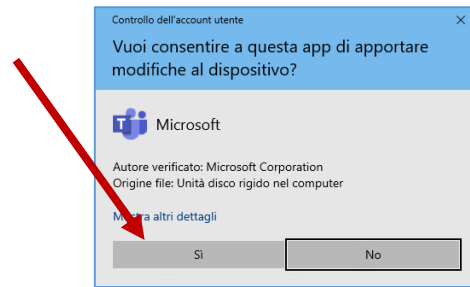 Controllo dell'account utente
Vuoi consentire a questa app di apportare
modifiche al dispositivo?
Microsoft
Autore verificato: Microsoft Corporation
Origine file: Unità disco rigido nel computer
Mostra altri dettagli
Sì
No